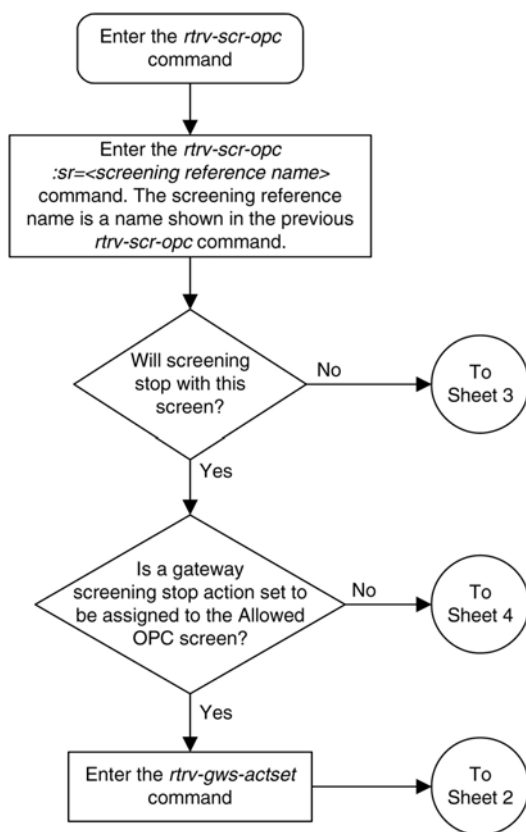 Enter the rtrv-scr-opc
command
Enter the rtrv-scr-opc
:sr=<screening reference name>
command. The screening reference
name is a name shown in the previous
rtrv-scr-opc command.
Will screening
stop with this
screen?
No
To
Sheet 3
Yes
Is a gateway
screening stop action set to
be assigned to the Allowed
OPC screen?
No
To
Sheet 4
Yes
Enter the rtrv-gws-actset
command
To
Sheet 2